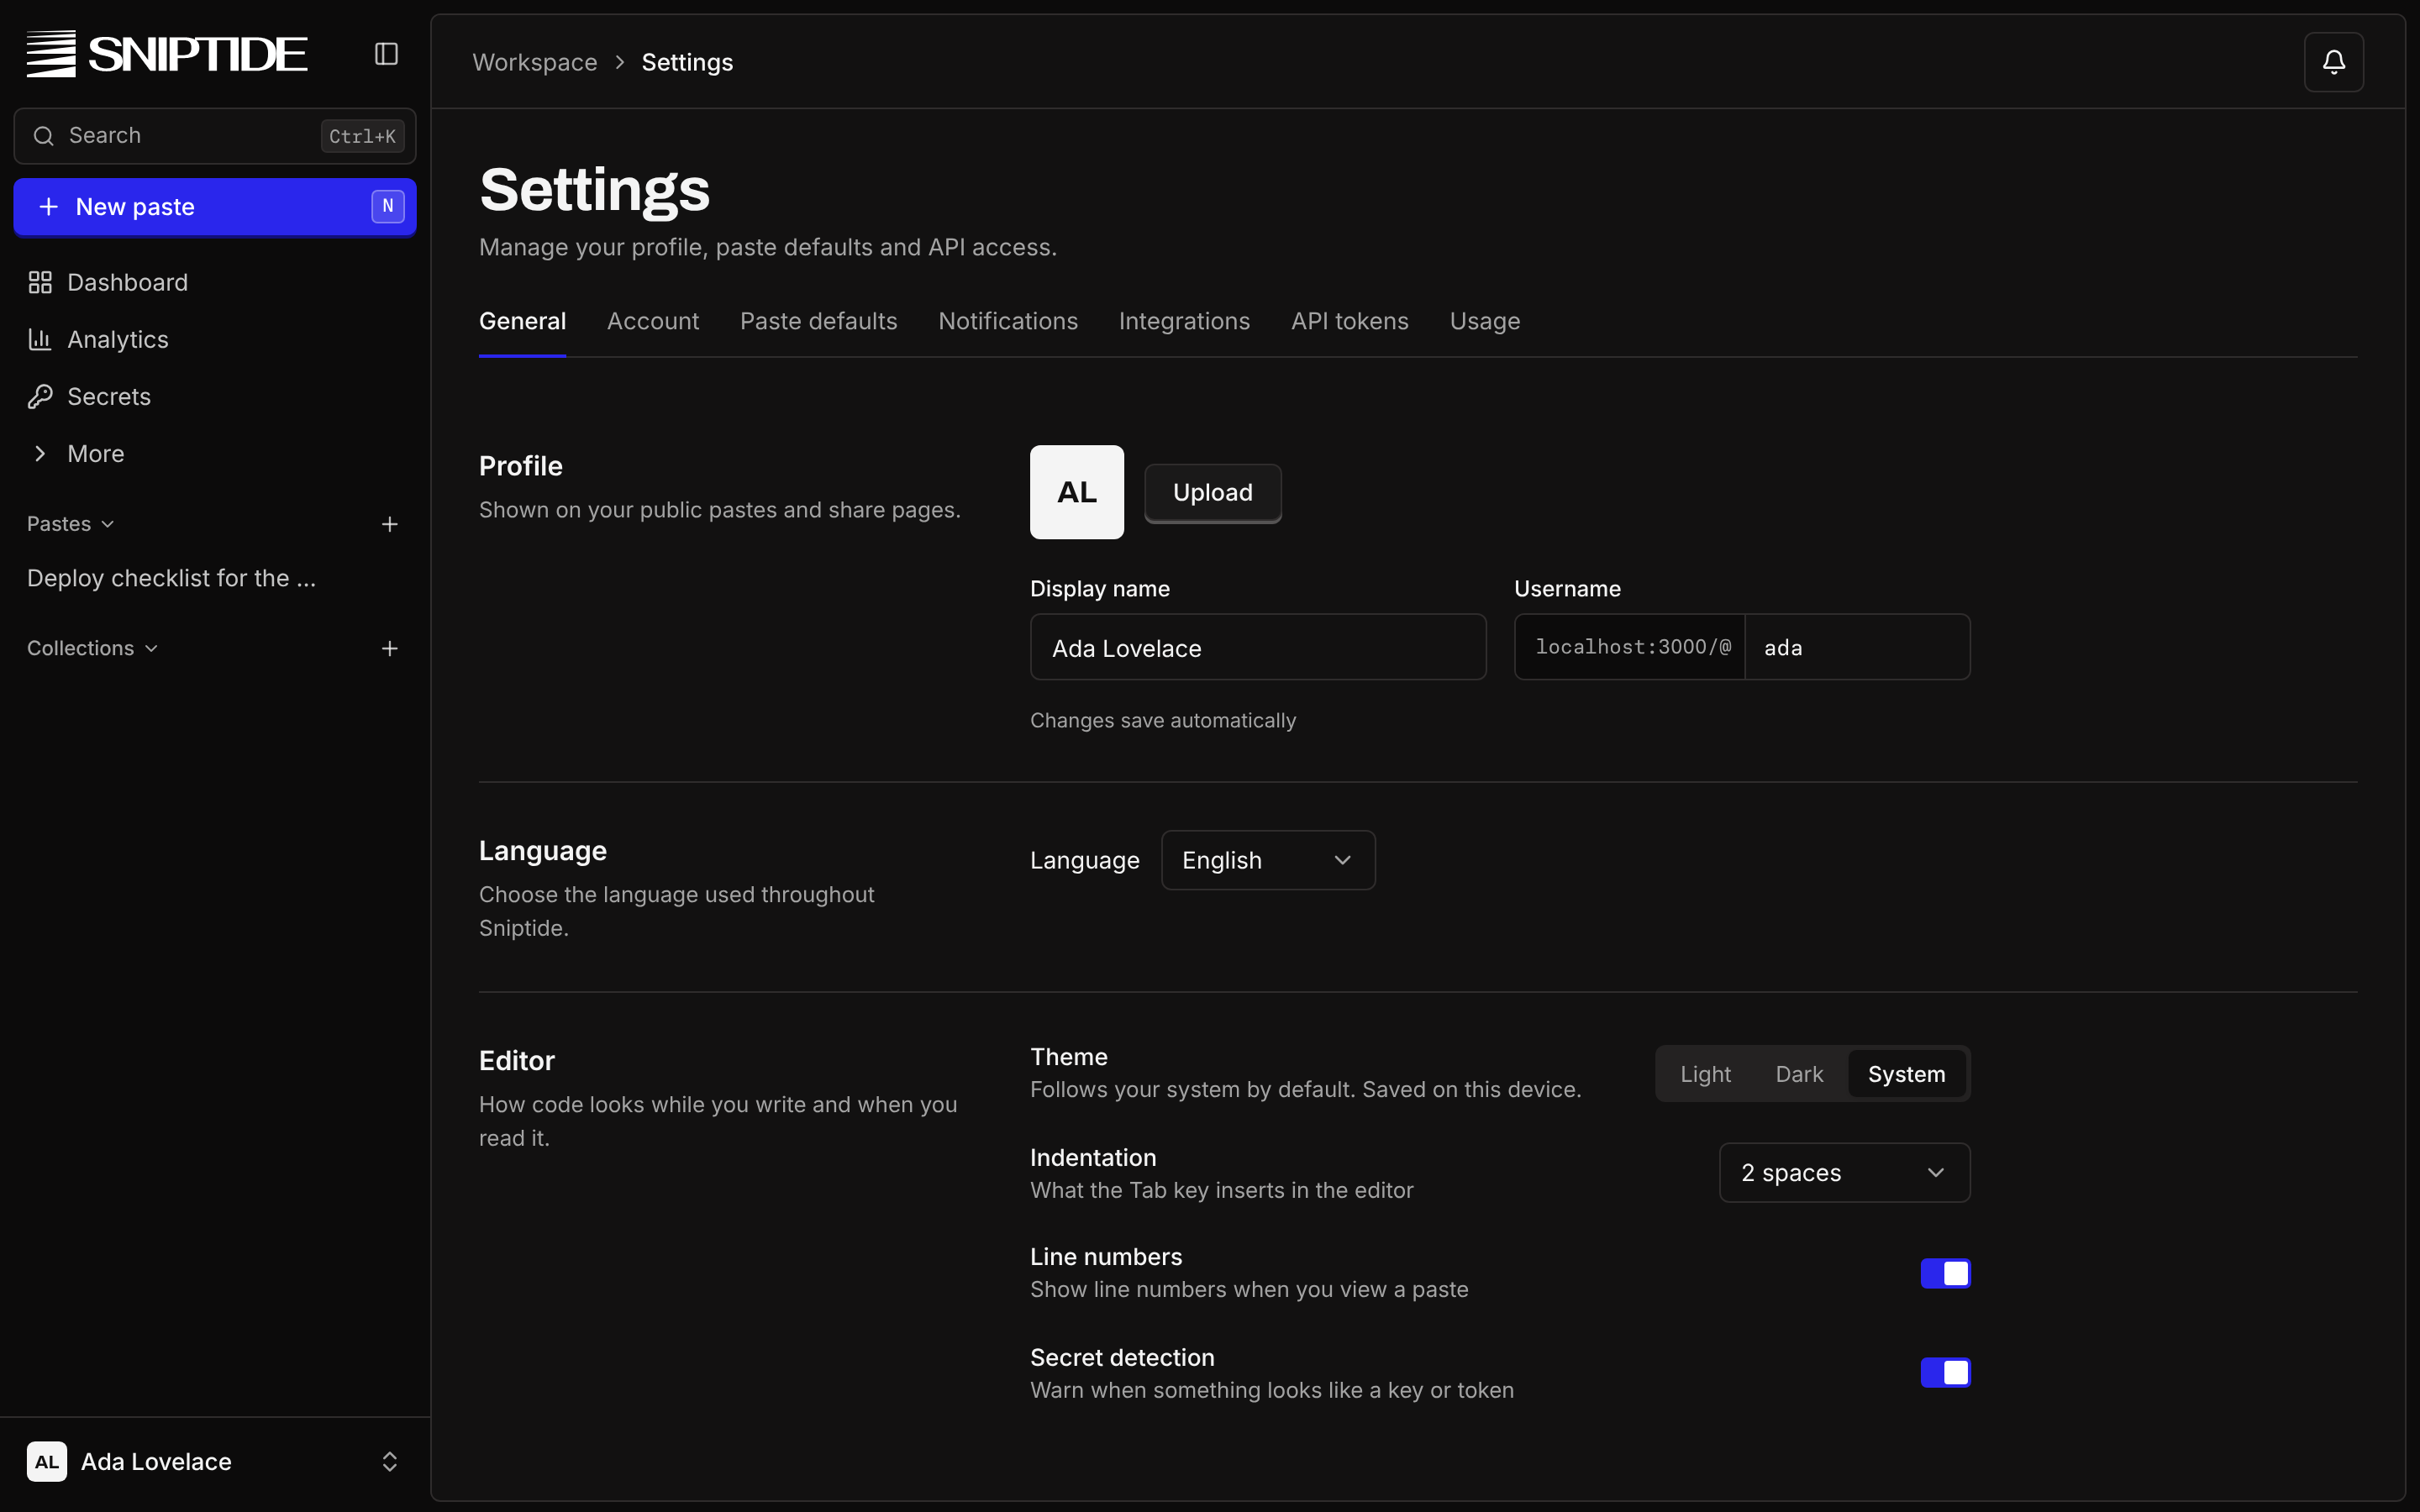 SNIPTIDE
Search
Ctrl+K
New paste
N
Dashboard
Analytics
Secrets
More
Pastes
Deploy checklist for the ...
Collections
AL
Ada Lovelace
Workspace > Settings
Settings
Manage your profile, paste defaults and API access.
General
Account
Paste defaults
Notifications
Integrations
API tokens
Usage
Profile
Shown on your public pastes and share pages.
AL
Upload
Display name
Ada Lovelace
Username
localhost:3000/@
ada
Changes save automatically
Language
Choose the language used throughout
Sniptide.
Language
English
Editor
How code looks while you write and when you
read it.
Theme
Follows your system by default. Saved on this device.
Light
Dark
System
Indentation
What the Tab key inserts in the editor
2 spaces
Line numbers
Show line numbers when you view a paste
Secret detection
Warn when something looks like a key or token